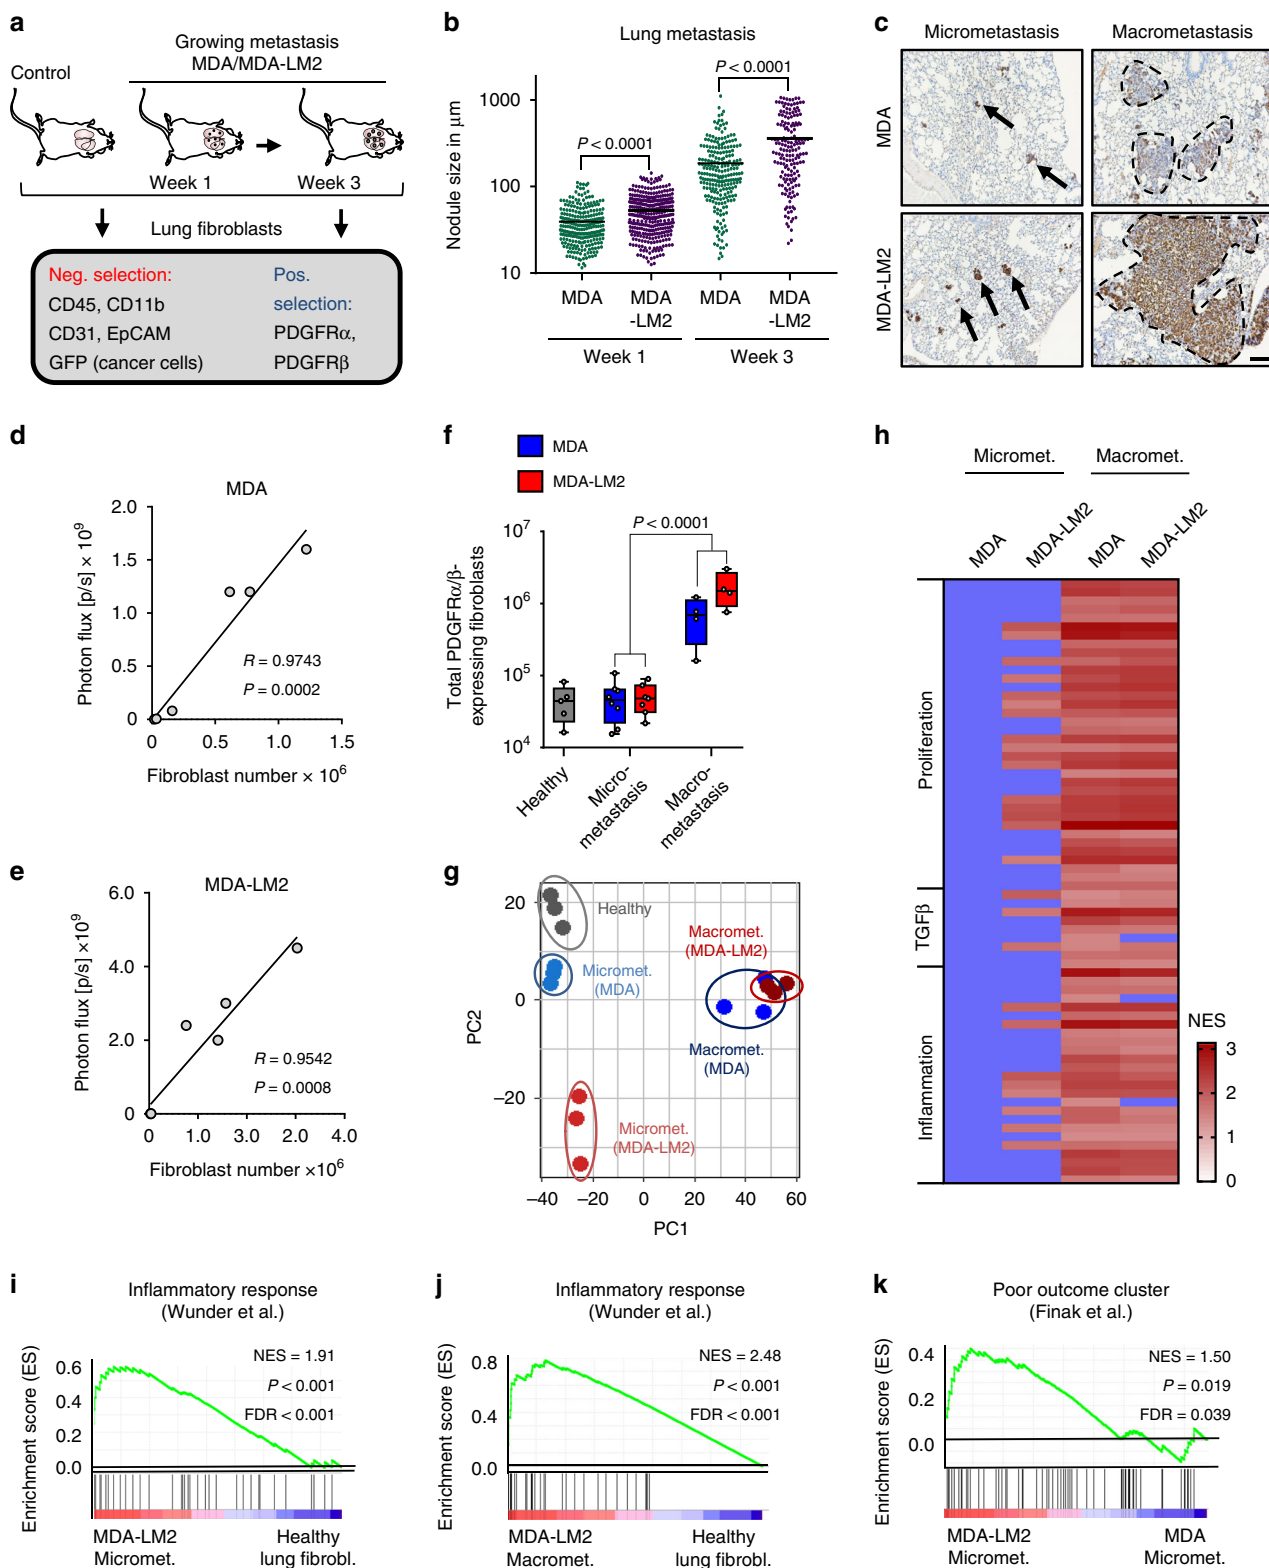 a
Growing metastasis
MDA/MDA-LM2
Control
Week 1
Week 3
Lung fibroblasts
Neg. selection:
CD45, CD11b
CD31, EpCAM
GFP (cancer cells)
Pos.
selection:
PDGFRα,
PDGFRβ
b
Lung metastasis
P < 0.0001
P < 0.0001
Nodule size in μm
1000
100
10
MDA
MDA
-LM2
MDA
MDA
-LM2
Week 1
Week 3
c
Micrometastasis
Macrometastasis
MDA
MDA-LM2
d
MDA
Photon flux [p/s] × 10⁹
2.0
1.5
1.0
0.5
0
R = 0.9743
P = 0.0002
0
0.5
1.0
1.5
Fibroblast number × 10⁶
e
MDA-LM2
Photon flux [p/s] ×10⁹
6.0
4.0
2.0
0
R = 0.9542
P = 0.0008
0
1.0
3.0
2.0
4.0
Fibroblast number ×10⁶
f
MDA
MDA-LM2
P < 0.0001
Total PDGFRα/β-
expressing fibroblasts
10⁷
10⁶
10⁵
10⁴
Healthy
Micro-
metastasis
Macro-
metastasis
g
PC2
20
0
−20
Healthy
Micromet.
(MDA)
Macromet.
(MDA-LM2)
Macromet.
(MDA)
Micromet.
(MDA-LM2)
−40
−20
0
20
40
60
PC1
h
Micromet.
Macromet.
MDA
MDA-LM2
MDA
MDA-LM2
Proliferation
TGFβ
Inflammation
NES
3
2
1
0
i
Inflammatory response
(Wunder et al.)
Enrichment score (ES)
0.6
0.4
0.2
0.0
NES = 1.91
P < 0.001
FDR < 0.001
MDA-LM2
Micromet.
Healthy
lung fibrobl.
j
Inflammatory response
(Wunder et al.)
Enrichment score (ES)
0.8
0.4
0.0
NES = 2.48
P < 0.001
FDR < 0.001
MDA-LM2
Macromet.
Healthy
lung fibrobl.
k
Poor outcome cluster
(Finak et al.)
Enrichment score (ES)
0.4
0.2
0.0
NES = 1.50
P = 0.019
FDR = 0.039
MDA-LM2
Micromet.
MDA
Micromet.